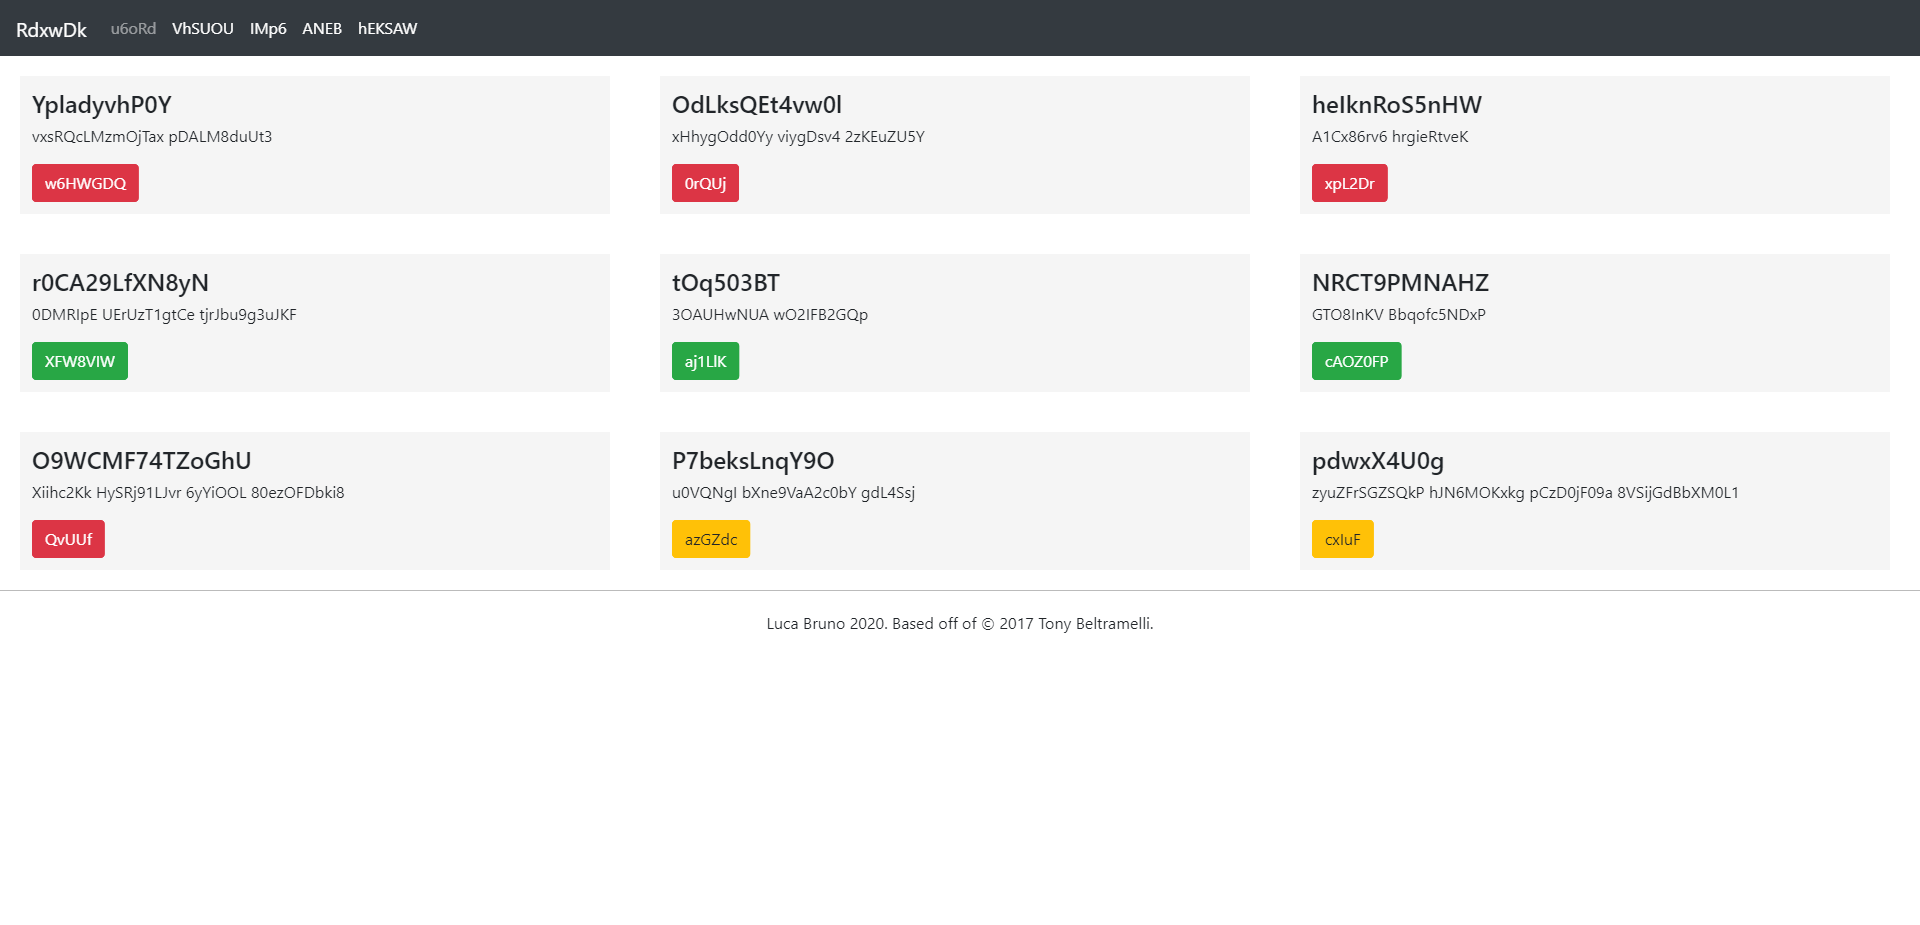 RdxwDk u6oRd VhSUOU IMp6 ANEB hEKSAW
YpladyvhP0Y
vxsRQcLMzmOjTax pDALM8duUt3
w6HWGDQ
OdLksQEt4vw0l
xHhygOdd0Yy viygDsv4 2zKEuZU5Y
0rQUj
heIknRoS5nHW
A1Cx86rv6 hrgieRtveK
xpL2Dr
r0CA29LfXN8yN
0DMRIpE UErUzT1gtCe tjrJbu9g3uJKF
XFW8VIW
tOq503BT
3OAUHwNUA wO2IFB2GQp
aj1LlK
NRCT9PMNAHZ
GTO8InKV Bbqofc5NDxP
cAOZ0FP
O9WCMF74TZoGhU
Xiihc2Kk HySRj91LJvr 6yYiOOL 80ezOFDbki8
QvUUf
P7beksLnqY9O
u0VQNgI bXne9VaA2c0bY gdL4Ssj
azGZdc
pdwxX4U0g
zyuZFrSGZSQkP hJN6MOKxkg pCzD0jF09a 8VSijGdBbXM0L1
cxIuF
Luca Bruno 2020. Based off of © 2017 Tony Beltramelli.